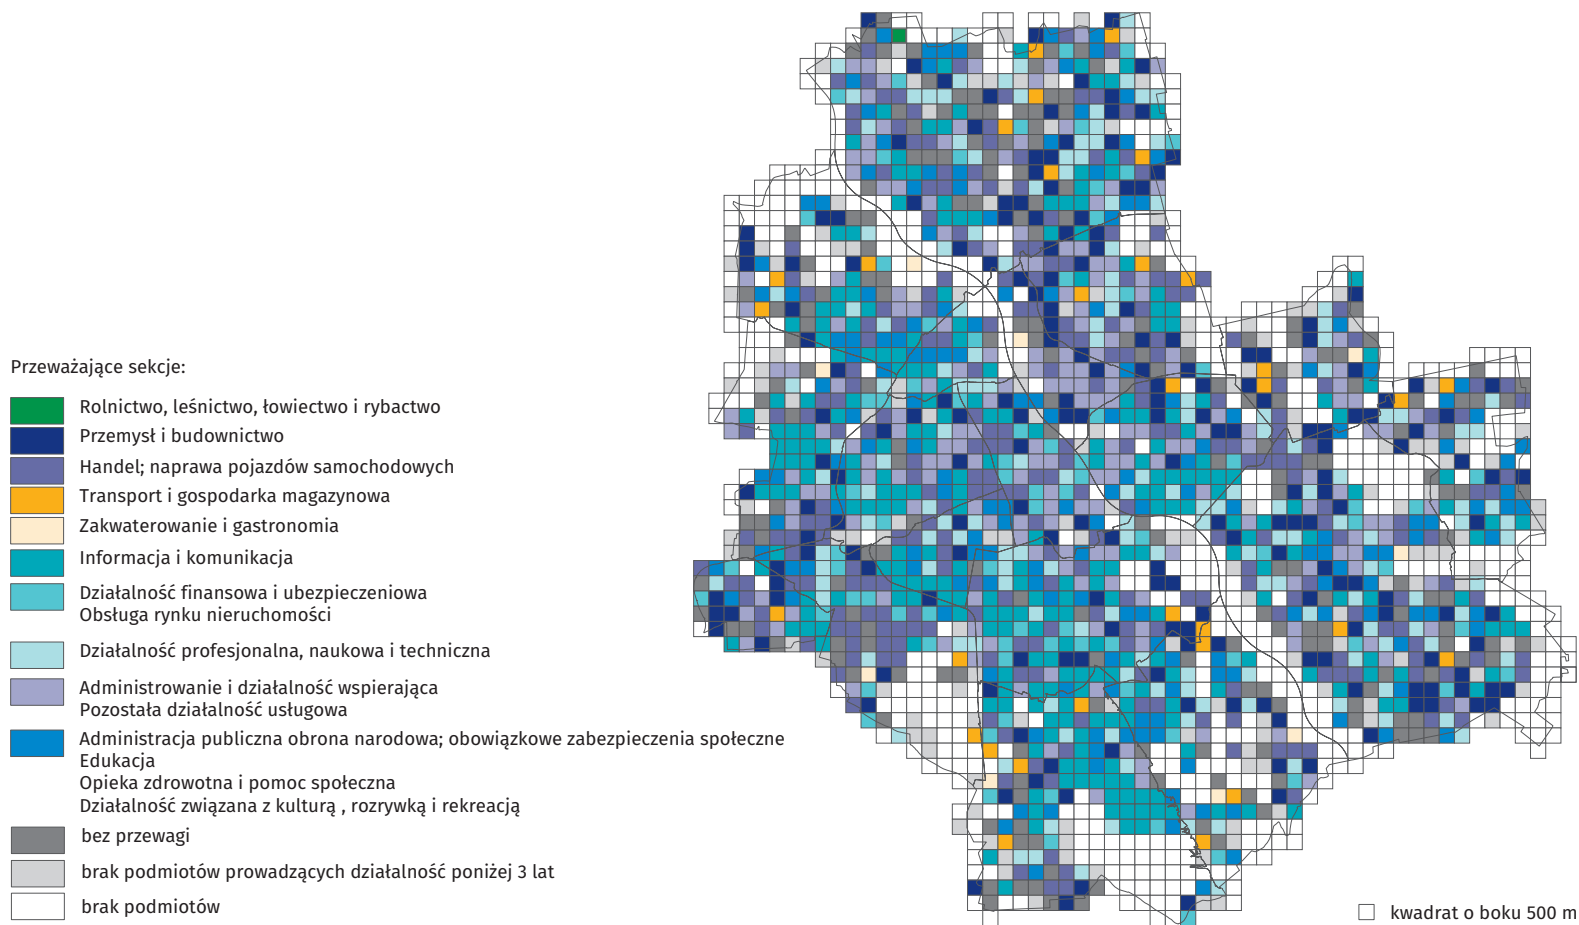 Przeważające sekcje:
Rolnictwo, leśnictwo, łowiectwo i rybactwo
Przemysł i budownictwo
Handel; naprawa pojazdów samochodowych
Transport i gospodarka magazynowa
Zakwaterowanie i gastronomia
Informacja i komunikacja
Działalność finansowa i ubezpieczeniowa
Obsługa rynku nieruchomości
Działalność profesjonalna, naukowa i techniczna
Administrowanie i działalność wspierająca
Pozostała działalność usługowa
Administracja publiczna obrona narodowa; obowiązkowe zabezpieczenia społeczne
Edukacja
Opieka zdrowotna i pomoc społeczna
Działalność związana z kulturą , rozrywką i rekreacją
bez przewagi
brak podmiotów prowadzących działalność poniżej 3 lat
brak podmiotów
kwadrat o boku 500 m